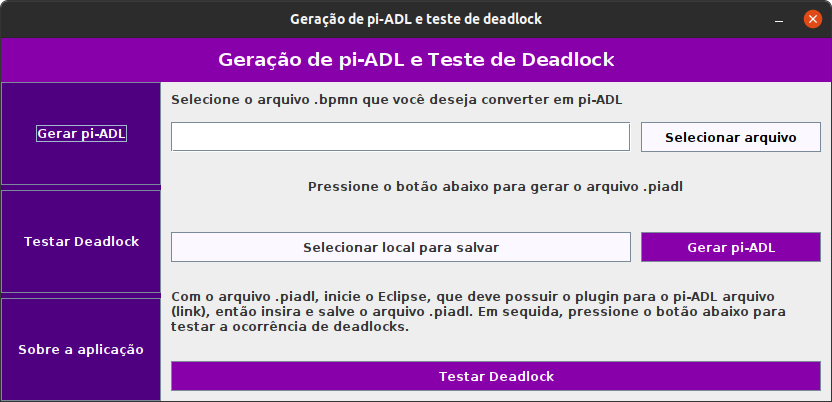 Geração de pi-ADL e teste de deadlock
Geração de pi-ADL e Teste de Deadlock
Gerar pi-ADL
Testar Deadlock
Sobre a aplicação
Selecione o arquivo .bpmn que você deseja converter em pi-ADL
Selecionar arquivo
Pressione o botão abaixo para gerar o arquivo .piadl
Selecionar local para salvar
Gerar pi-ADL
Com o arquivo .piadl, inicie o Eclipse, que deve possuir o plugin para o pi-ADL arquivo
(link), então insira e salve o arquivo .piadl. Em sequida, pressione o botão abaixo para
testar a ocorrência de deadlocks.
Testar Deadlock